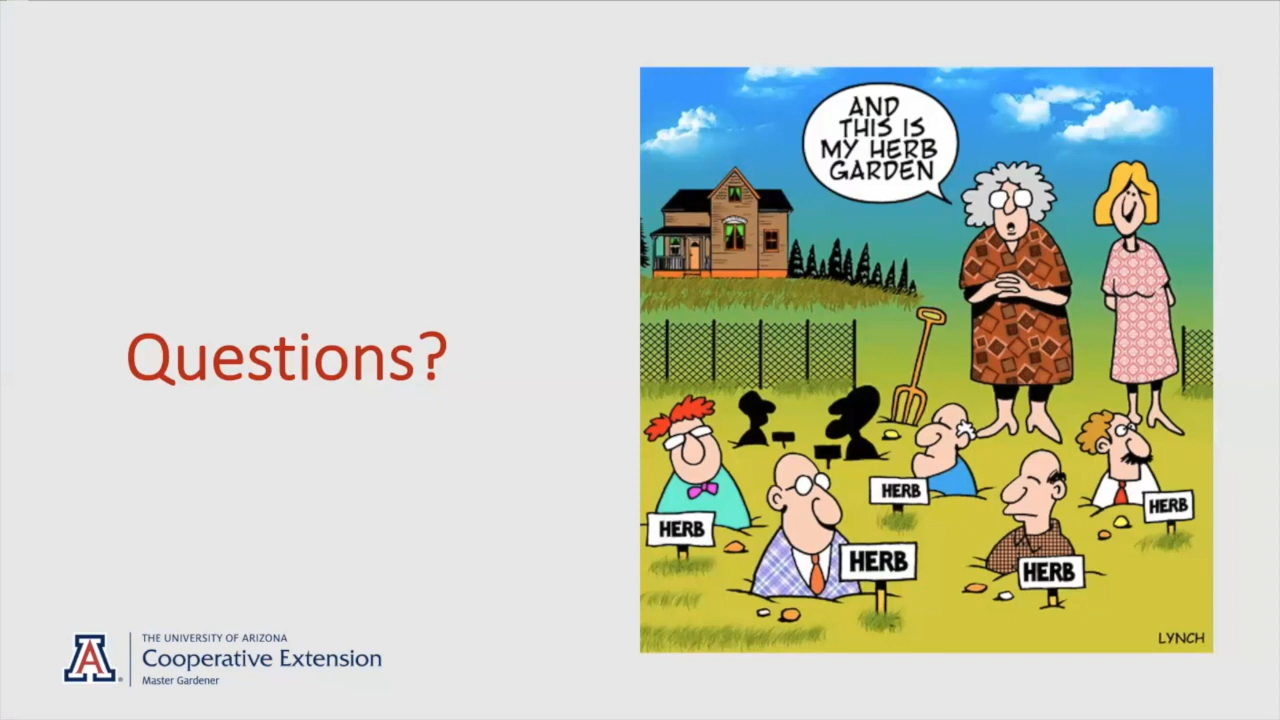 Questions?
AND
THIS IS
MY HERB
GARDEN
HERB
HERB
HERB
HERB
HERB
LYNCH
A
THE UNIVERSITY OF ARIZONA
Cooperative Extension
Master Gardener